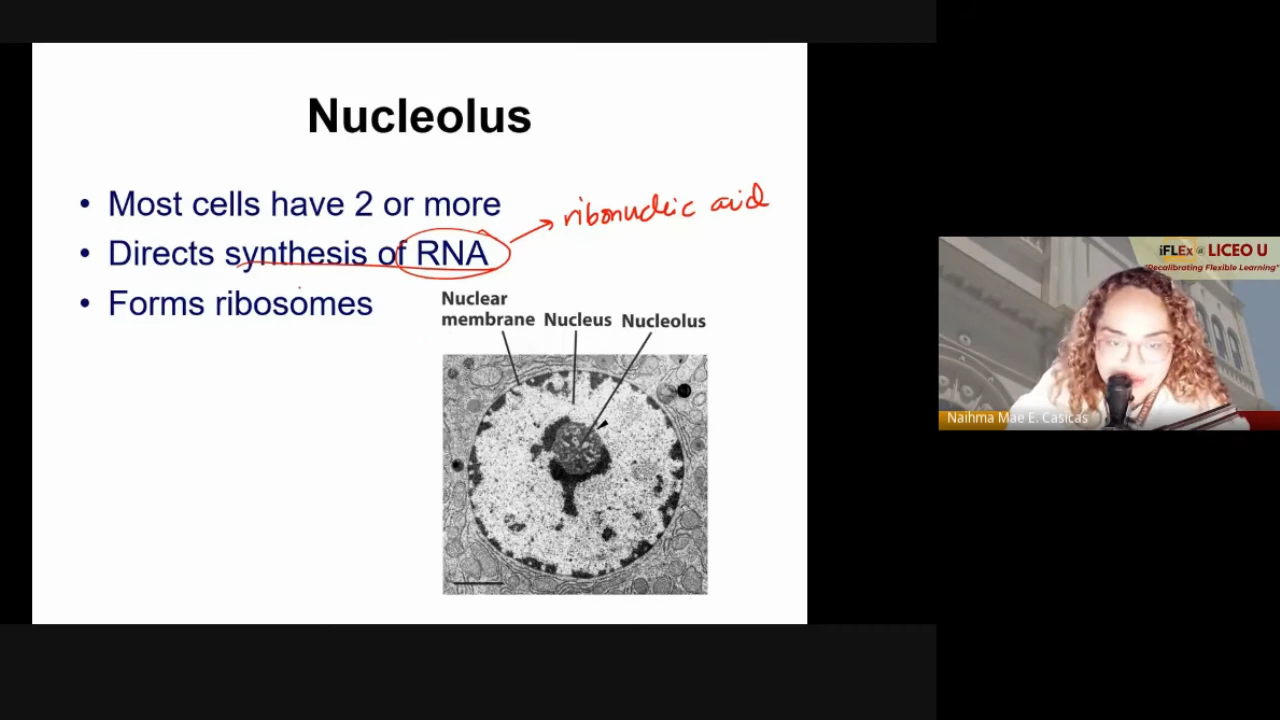 Nucleolus
• Most cells have 2 or more
ribonucleic acid
• Directs synthesis of RNA
• Forms ribosomes
Nuclear
membrane Nucleus Nucleolus
iFLEx @ LICEO U
"Recalibrating Flexible Learning"
Naihma Mae E. Casicas